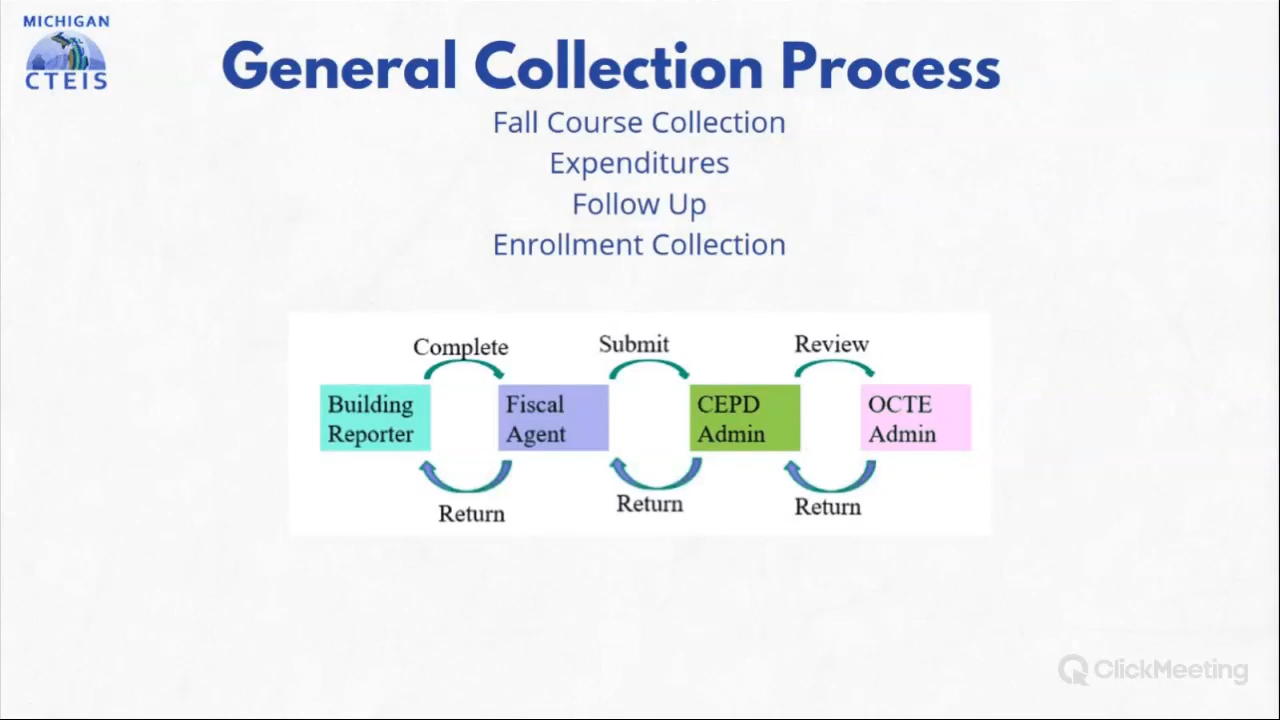 MICHIGAN
CTEIS
General Collection Process
Fall Course Collection
Expenditures
Follow Up
Enrollment Collection
Complete
Submit
Review
Building
Reporter
Fiscal
Agent
CEPD
Admin
OCTE
Admin
Return
Return
Return
ClickMeeting